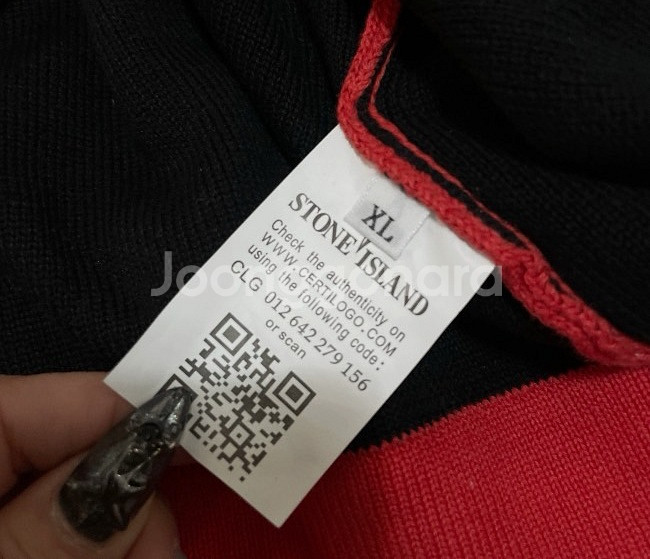 XL
STONE ISLAND
Check the authenticity on
WWW.CERTILOGO.COM
using the following code:
CLG 012 642 279 156
or scan
Joonggonara